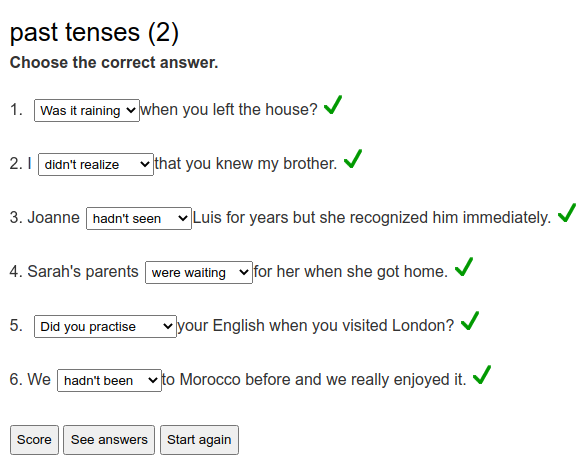 past tenses (2)
Choose the correct answer.
1. Was it raining when you left the house?
2. I didn't realize that you knew my brother.
3. Joanne hadn't seen Luis for years but she recognized him immediately.
4. Sarah's parents were waiting for her when she got home.
5. Did you practise your English when you visited London?
6. We hadn't been to Morocco before and we really enjoyed it.
Score See answers Start again